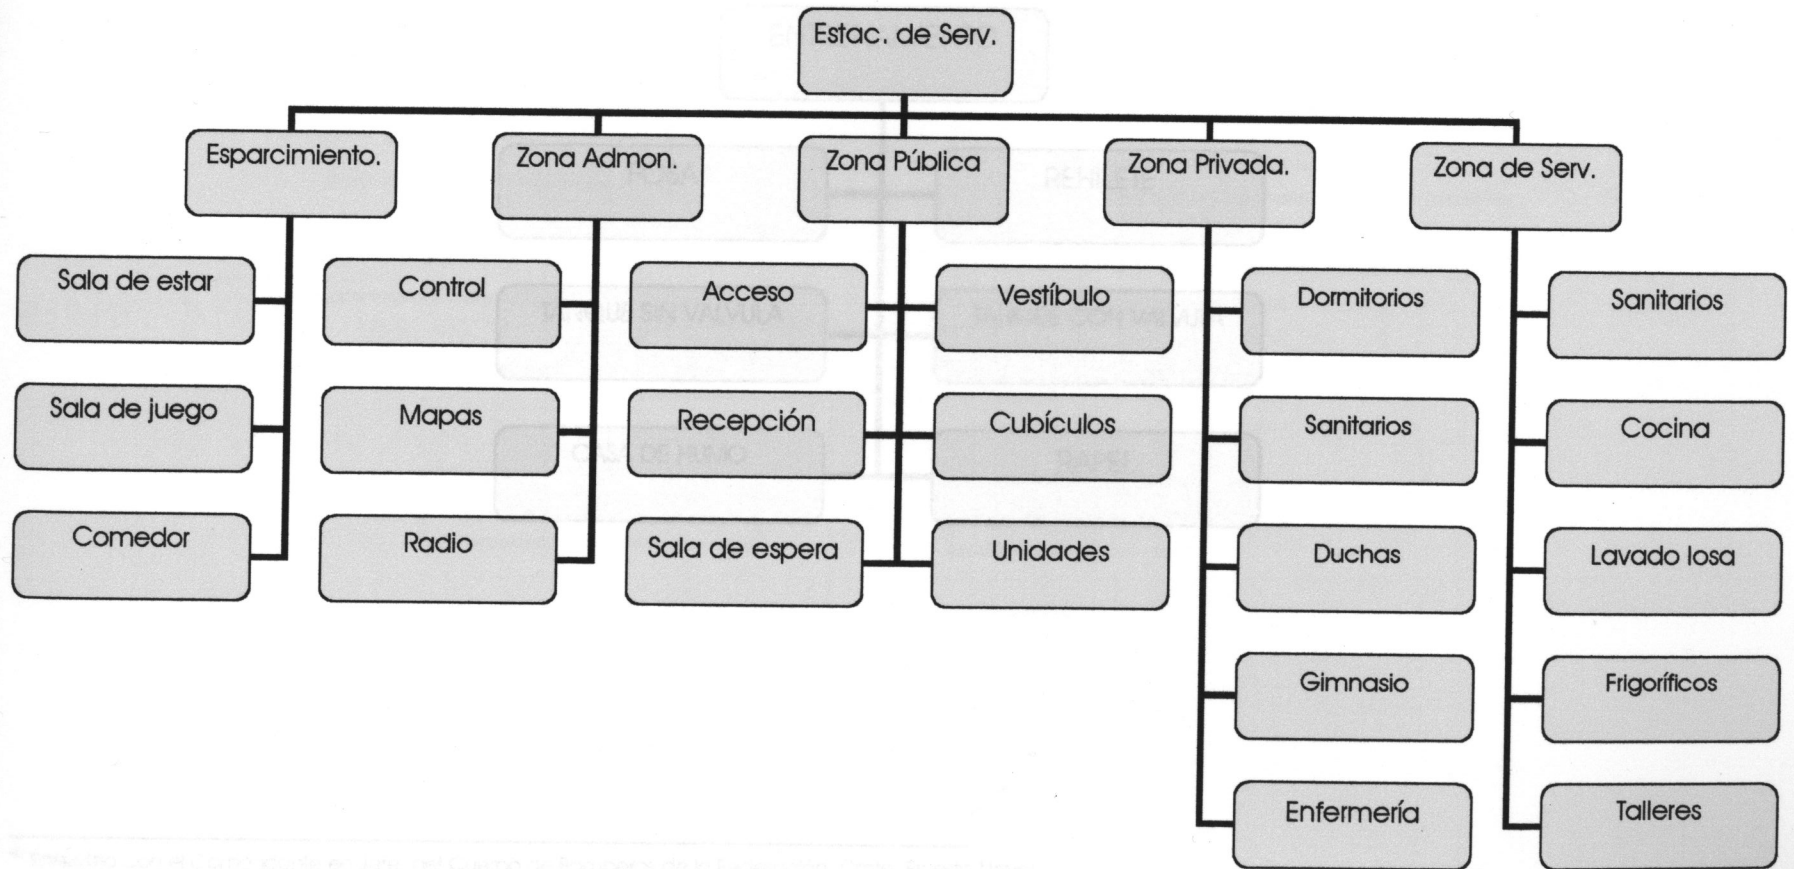 Estac. de Serv.
Esparcimiento.
Zona Admon.
Zona Pública
Zona Privada.
Zona de Serv.
Sala de estar
Control
Acceso
Vestíbulo
Dormitorios
Sanitarios
Sala de juego
Mapas
Recepción
Cubículos
Sanitarios
Cocina
Comedor
Radio
Sala de espera
Unidades
Duchas
Lavado losa
Gimnasio
Frigoríficos
Enfermería
Talleres